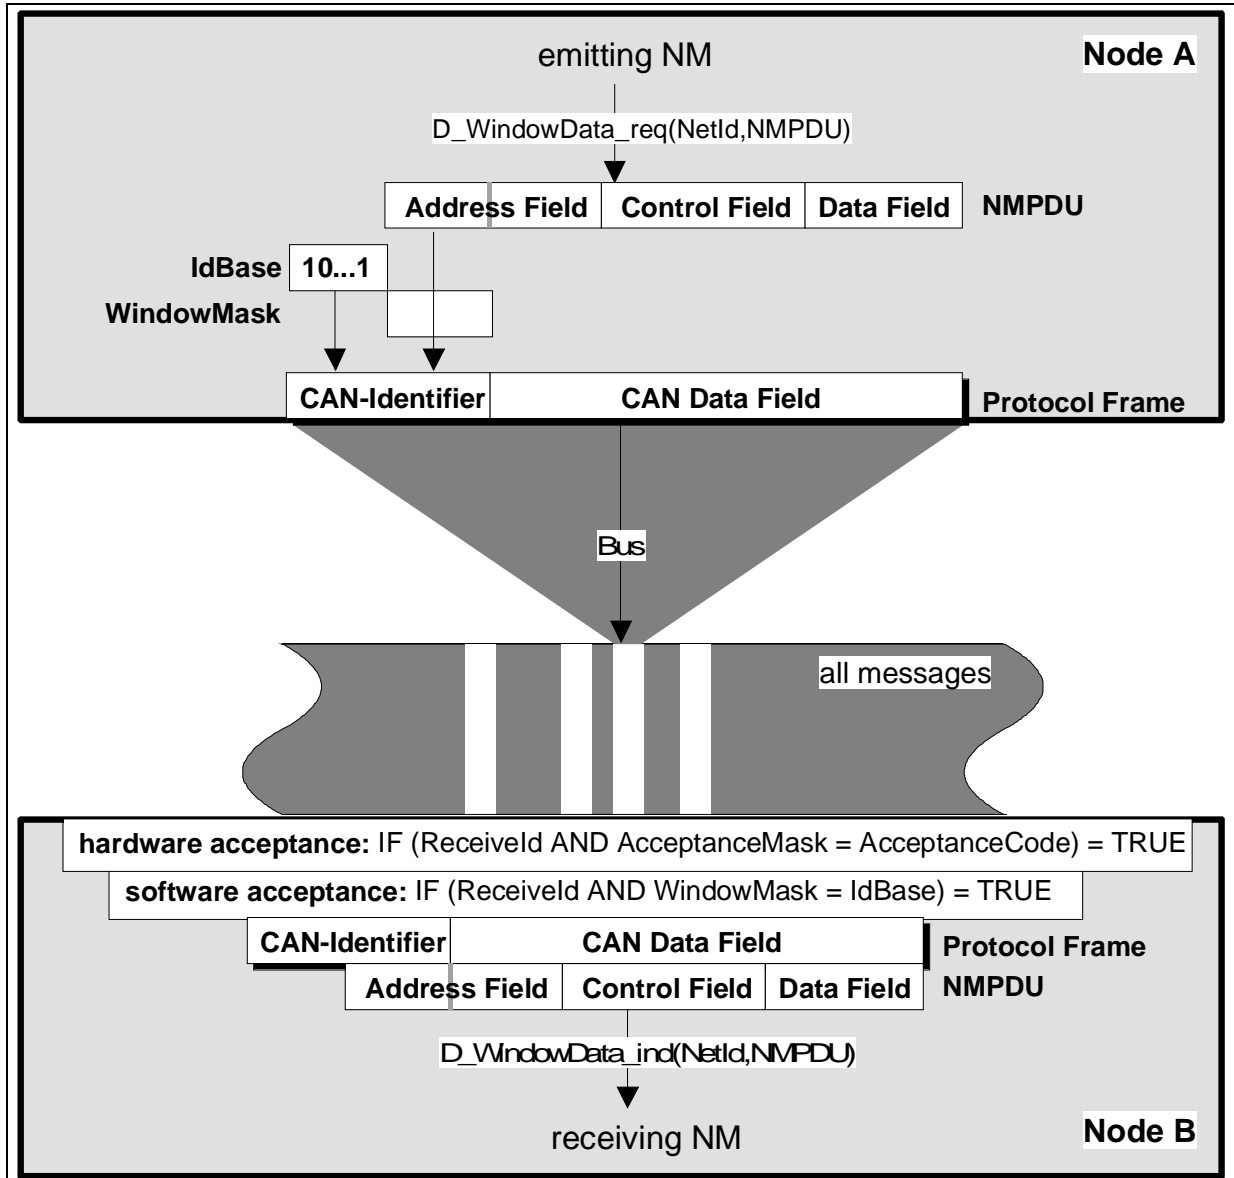 emitting NM
Node A
D_WindowData_req(NetId,NMPDU)
Address Field Control Field Data Field NMPDU
IdBase 10...1
WindowMask
CAN-Identifier CAN Data Field Protocol Frame
Bus
all messages
hardware acceptance: IF (ReceiveId AND AcceptanceMask = AcceptanceCode) = TRUE
software acceptance: IF (ReceiveId AND WindowMask = IdBase) = TRUE
CAN-Identifier CAN Data Field Protocol Frame
Address Field Control Field Data Field NMPDU
D_WindowData_ind(NetId,NMPDU)
receiving NM
Node B